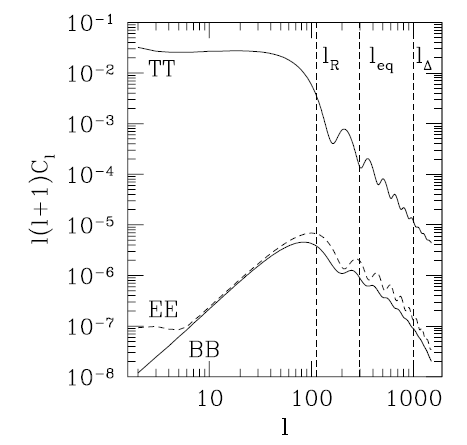 10⁻¹
l_R l_eq l_Δ
TT
10⁻²
10⁻³
10⁻⁴
l(l+1)C_l
10⁻⁵
10⁻⁶
EE
10⁻⁷
BB
10⁻⁸
10 100 1000
l